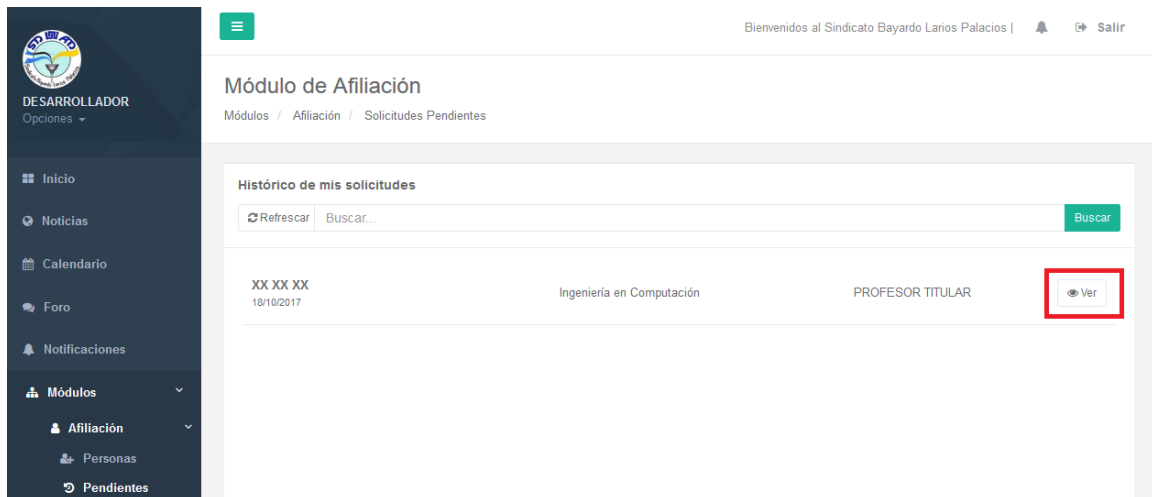 Bienvenidos al Sindicato Bayardo Larios Palacios | Salir
DESARROLLADOR
Opciones
Módulo de Afiliación
Módulos / Afiliación / Solicitudes Pendientes
Inicio
Noticias
Calendario
Foro
Notificaciones
Módulos
Afiliación
Personas
Pendientes
Histórico de mis solicitudes
Refrescar Buscar... Buscar
XX XX XX
18/10/2017
Ingeniería en Computación
PROFESOR TITULAR
Ver